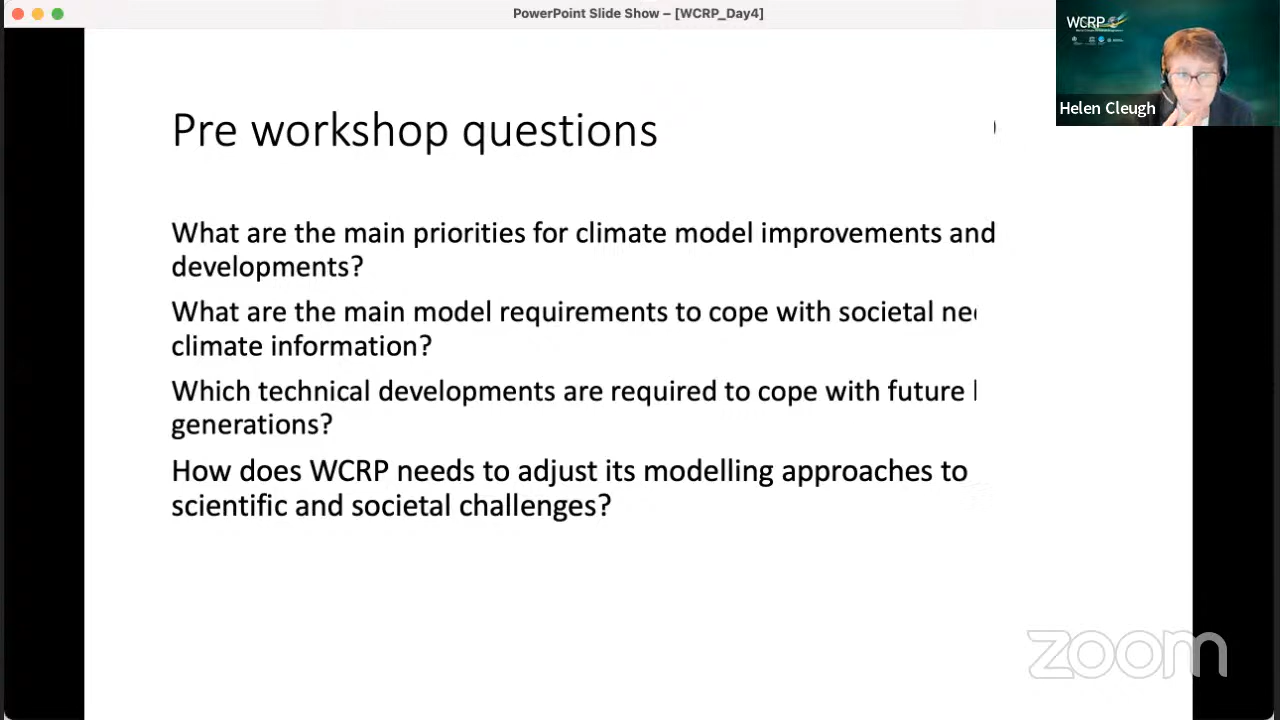 PowerPoint Slide Show – [WCRP_Day4]
WCRP
Helen Cleugh
Pre workshop questions
What are the main priorities for climate model improvements and
developments?
What are the main model requirements to cope with societal
climate information?
Which technical developments are required to cope with future
generations?
How does WCRP needs to adjust its modelling approaches to
scientific and societal challenges?
zoom